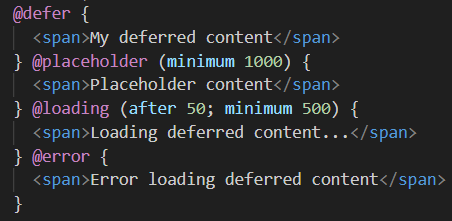 @defer {
  <span>My deferred content</span>
} @placeholder (minimum 1000) {
  <span>Placeholder content</span>
} @loading (after 50; minimum 500) {
  <span>Loading deferred content...</span>
} @error {
  <span>Error loading deferred content</span>
}